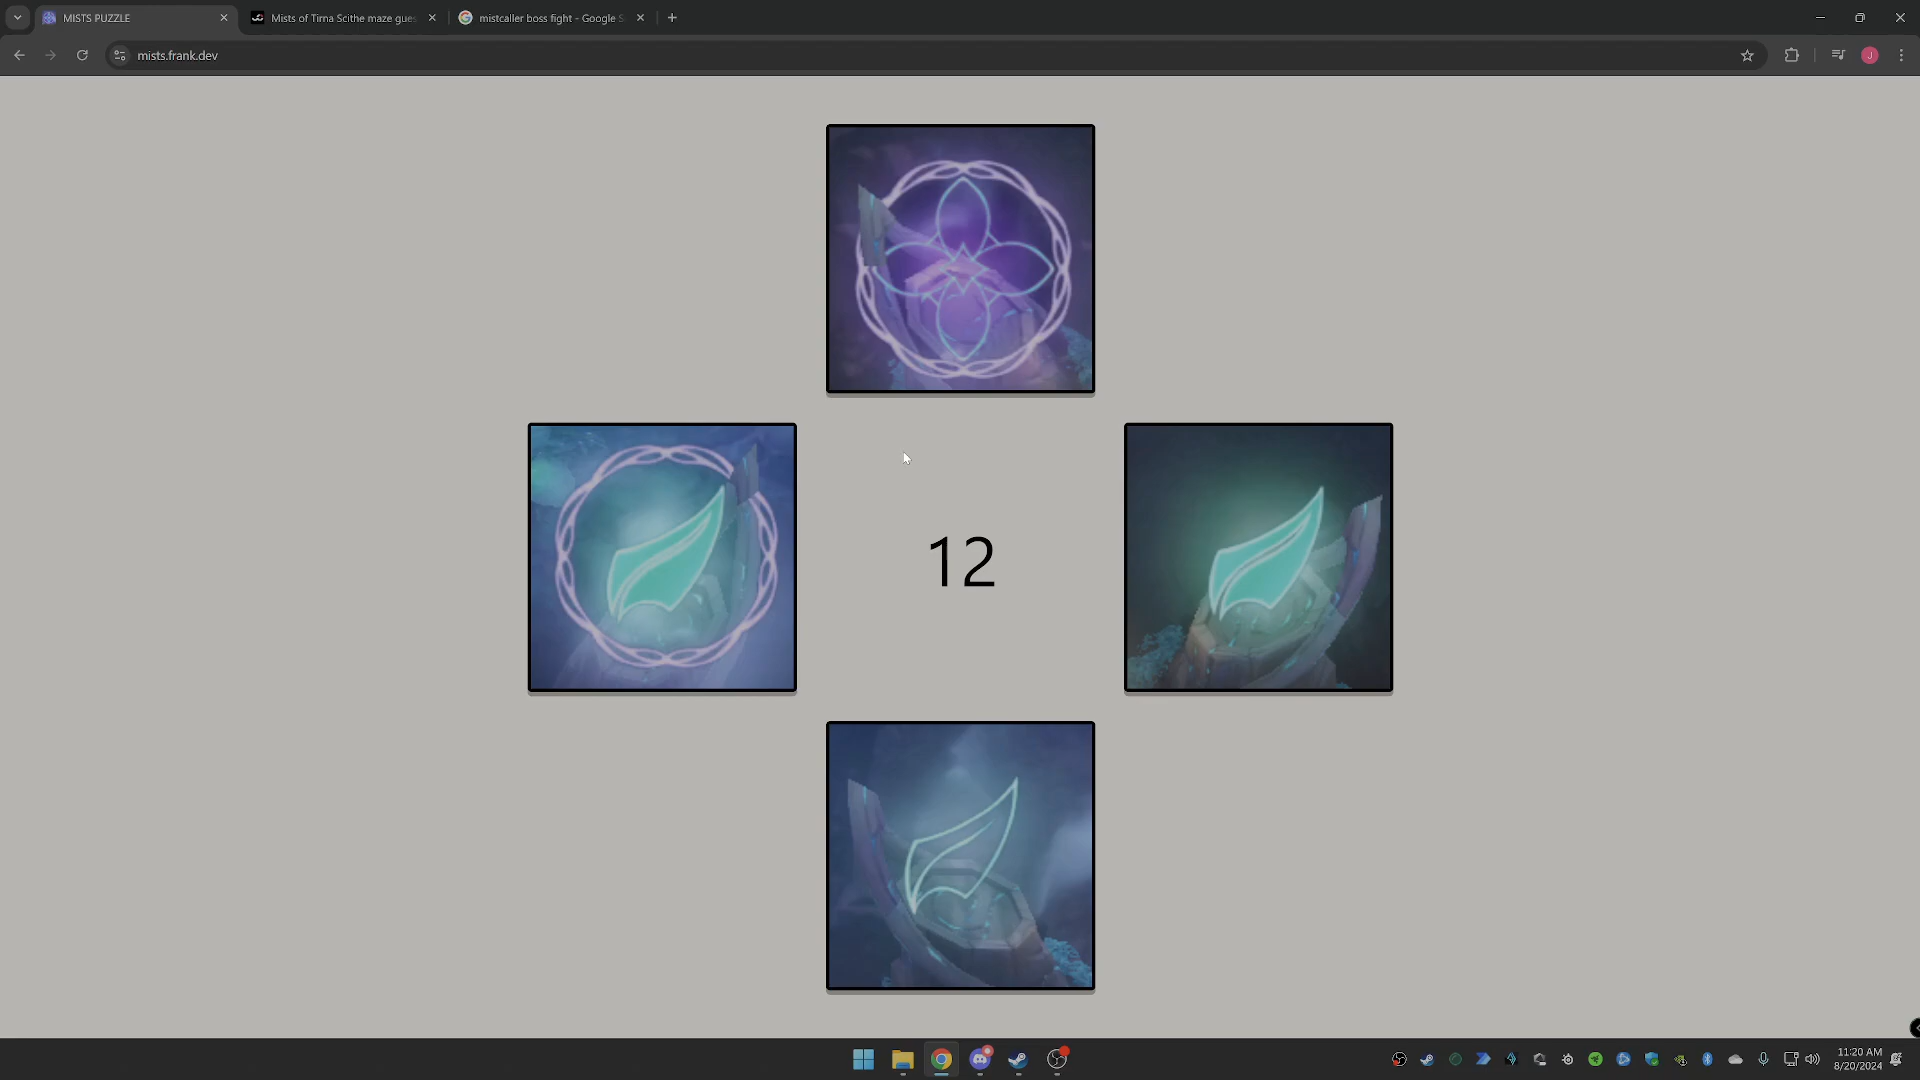 MISTS PUZZLE
Mists of Tirna Scithe maze gues
mistcaller boss fight - Google S
mists.frank.dev
J
12
11:20 AM
8/20/2024